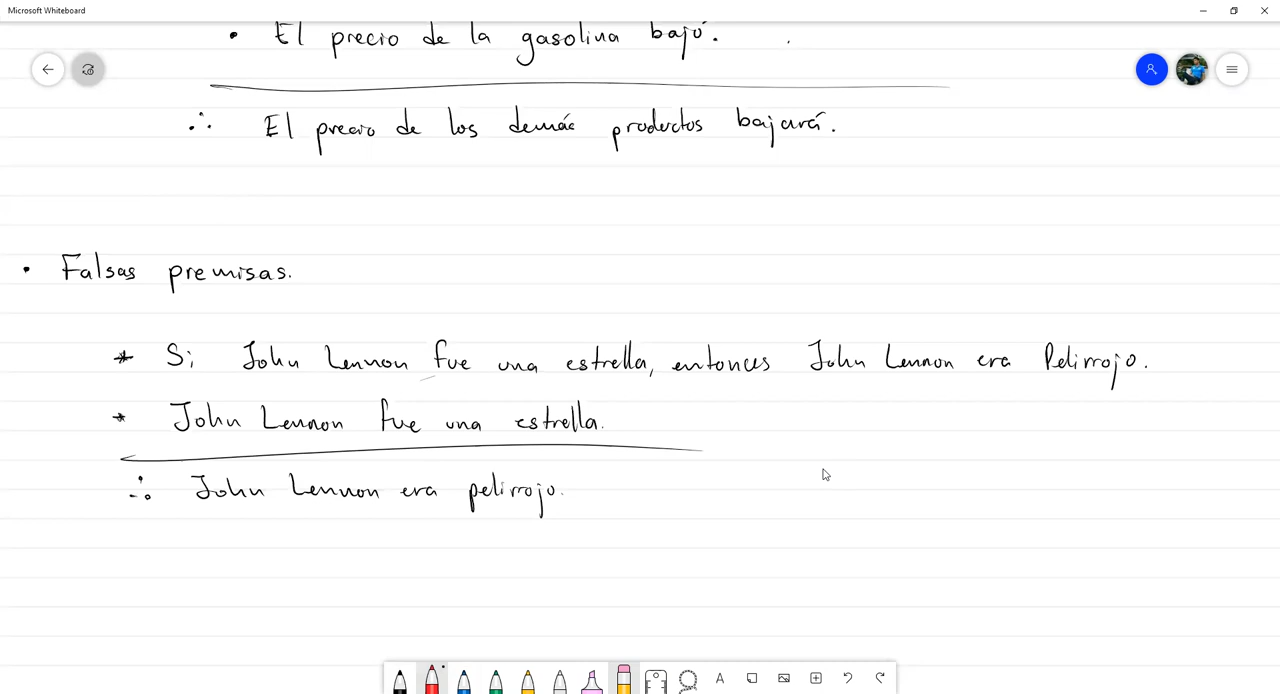 Microsoft Whiteboard
• El precio de la gasolina bajó.
∴ El precio de los demás productos bajará.
• Falsas premisas.
* Si John Lennon fue una estrella, entonces John Lennon era Pelirrojo.
* John Lennon fue una estrella.
∴ John Lennon era pelirrojo.